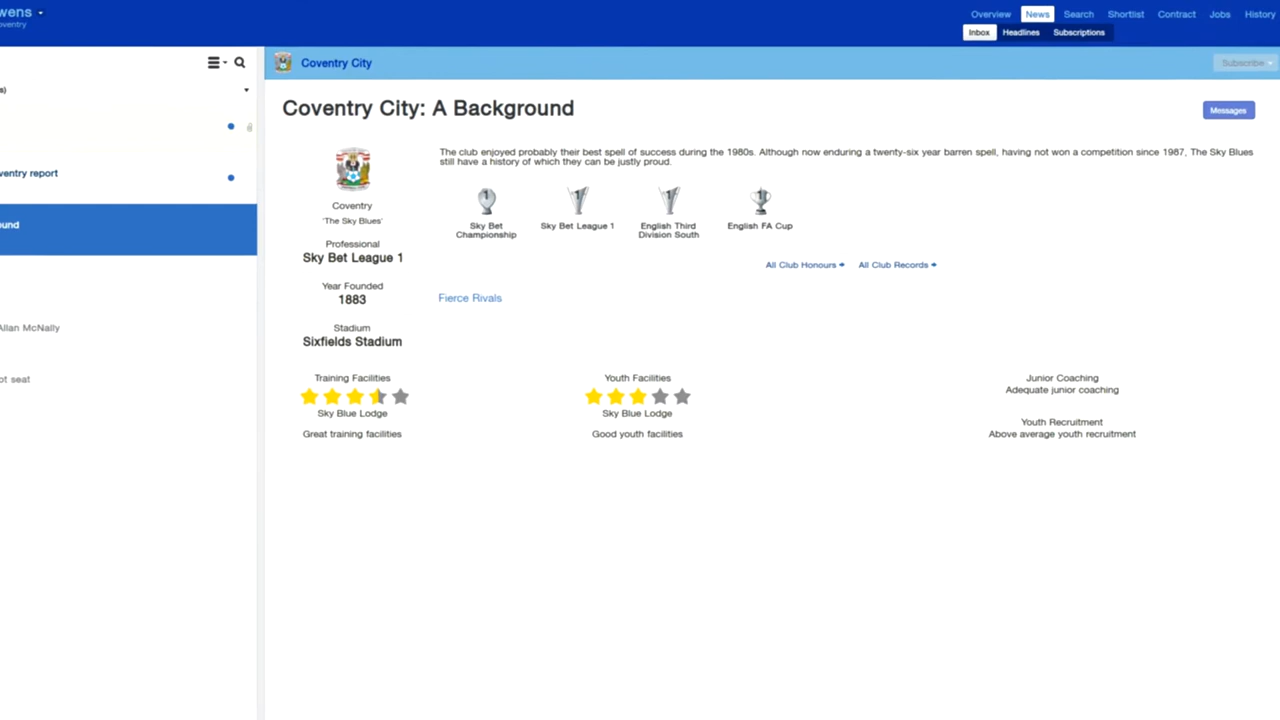 wens
oventry
Overview News Search Shortlist Contract Jobs History
Inbox Headlines Subscriptions
s)
ventry report
ound
Allan McNally
ot seat
Coventry City
Subscribe
Coventry City: A Background
Messages
Coventry
'The Sky Blues'
Professional
Sky Bet League 1
Year Founded
1883
Stadium
Sixfields Stadium
The club enjoyed probably their best spell of success during the 1980s. Although now enduring a twenty-six year barren spell, having not won a competition since 1987, The Sky Blues
still have a history of which they can be justly proud.
1 1 1 1
Sky Bet
Championship
Sky Bet League 1
English Third
Division South
English FA Cup
All Club Honours All Club Records
Fierce Rivals
Training Facilities
Sky Blue Lodge
Great training facilities
Youth Facilities
Sky Blue Lodge
Good youth facilities
Junior Coaching
Adequate junior coaching
Youth Recruitment
Above average youth recruitment